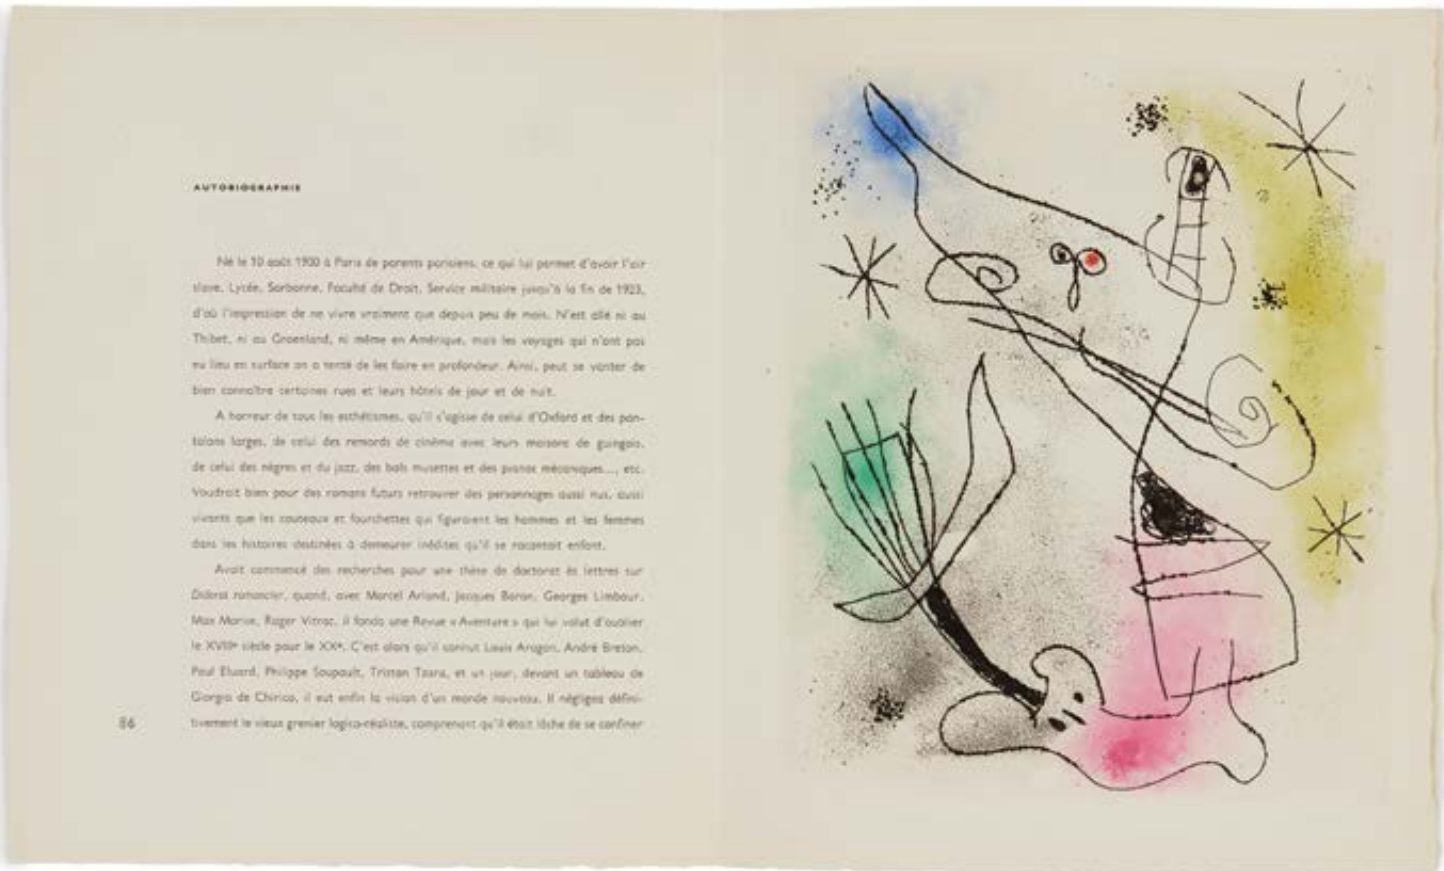 AUTOBIOGRAPHIE
Né le 10 août 1900 à Paris de parents parisiens, ce qui lui permet d'avoir l'air
slave. Lycée, Sorbonne, Faculté de Droit, Service militaire jusqu'à la fin de 1923,
d'où l'impression de ne vivre vraiment que depuis peu de mois. N'est allé ni au
Thibet, ni au Groenland, ni même en Amérique, mais les voyages qui n'ont pas
eu lieu en surface on a tenté de les faire en profondeur. Ainsi, peut se vanter de
bien connaître certaines rues et leurs hôtels de jour et de nuit.
A horreur de tous les esthétismes, qu'il s'agisse de celui d'Oxford et des pan-
talons larges, de celui des remords de cinéma avec leurs maisons de guingois,
de celui des nègres et du jazz, des bals musettes et des pianos mécaniques..., etc.
Voudrait bien pour des romans futurs retrouver des personnages aussi nus, aussi
vivants que les couteaux et fourchettes qui figuraient les hommes et les femmes
dans les histoires destinées à demeurer inédites qu'il se racontait enfant.
Avait commencé des recherches pour une thèse de doctorat ès lettres sur
Diderot romancier, quand, avec Marcel Arland, Jacques Baron, Georges Limbour,
Max Morise, Roger Vitrac, il fonda une Revue « Aventure » qui lui valut d'oublier
le XVIIIe siècle pour le XXe. C'est alors qu'il connut Louis Aragon, André Breton,
Paul Eluard, Philippe Soupault, Tristan Tzara, et un jour, devant un tableau de
Giorgio de Chirico, il eut enfin la vision d'un monde nouveau. Il négligea défini-
tivement le vieux grenier logico-réaliste, comprenant qu'il était lâche de se confiner
86